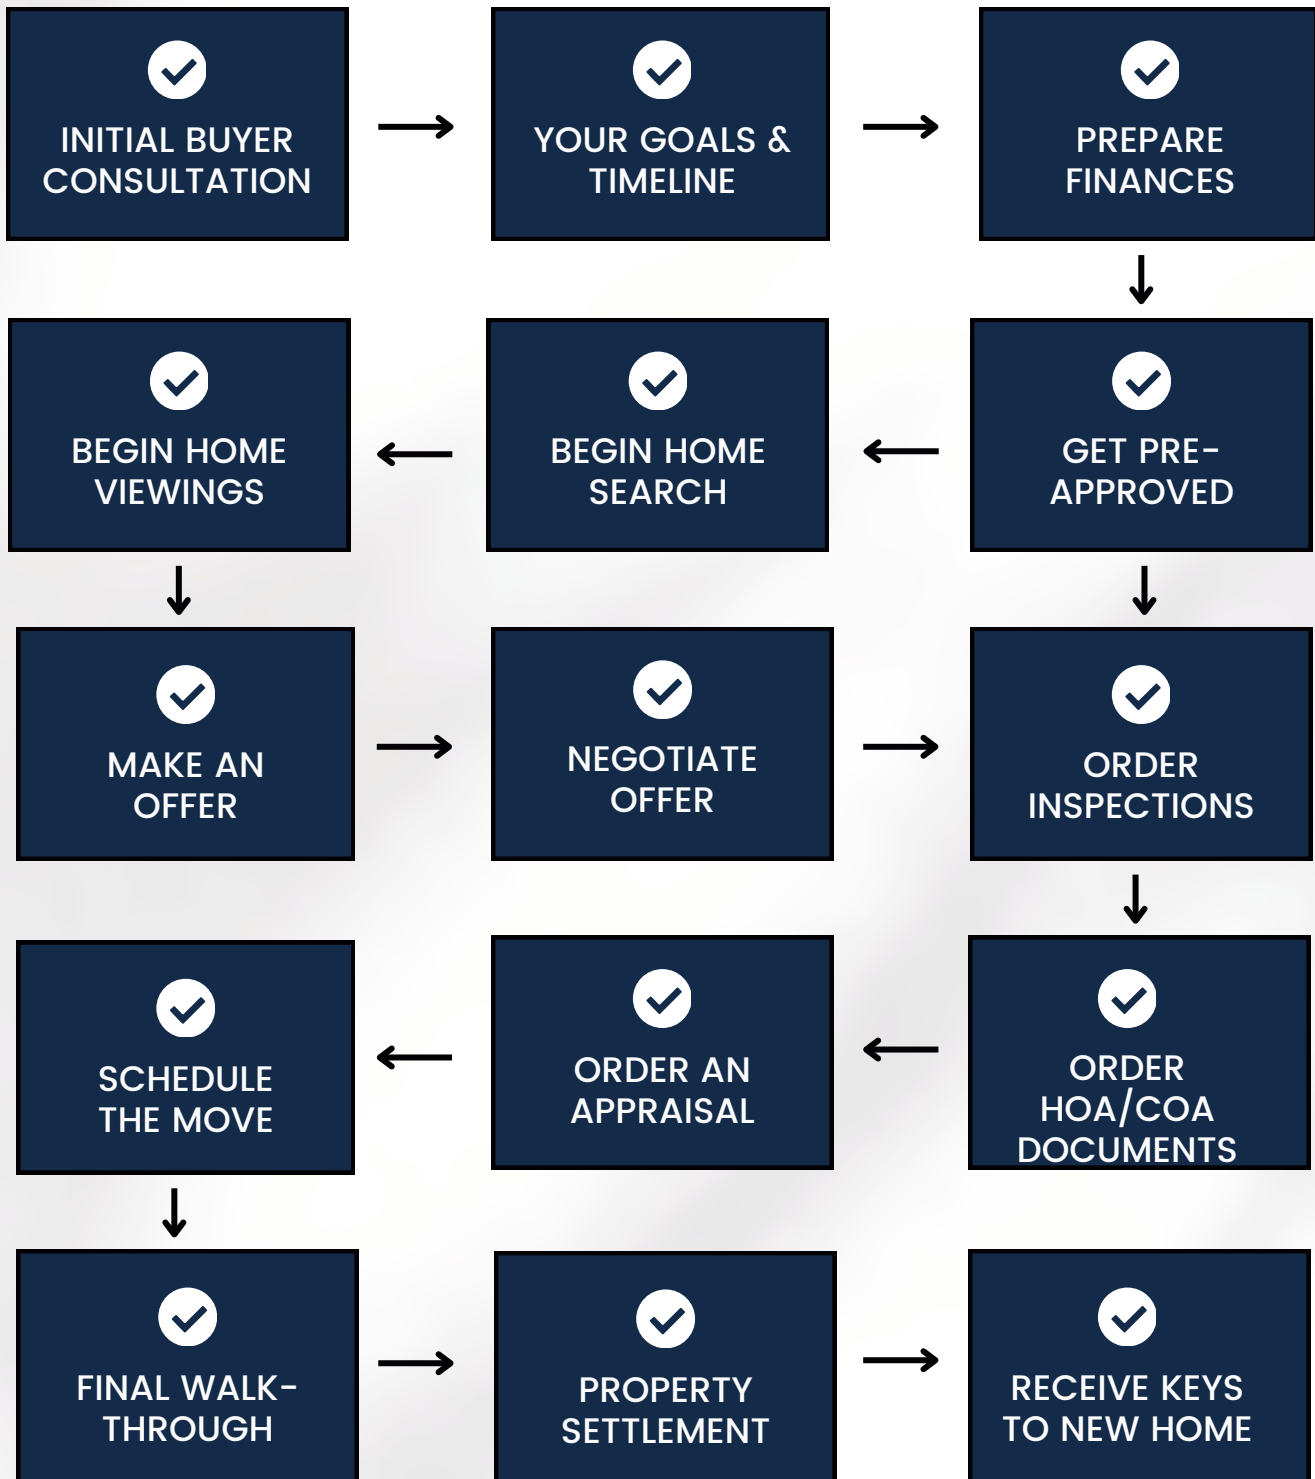 INITIAL BUYER
CONSULTATION
YOUR GOALS &
TIMELINE
PREPARE
FINANCES
BEGIN HOME
VIEWINGS
BEGIN HOME
SEARCH
GET PRE-
APPROVED
MAKE AN
OFFER
NEGOTIATE
OFFER
ORDER
INSPECTIONS
SCHEDULE
THE MOVE
ORDER AN
APPRAISAL
ORDER
HOA/COA
DOCUMENTS
FINAL WALK-
THROUGH
PROPERTY
SETTLEMENT
RECEIVE KEYS
TO NEW HOME